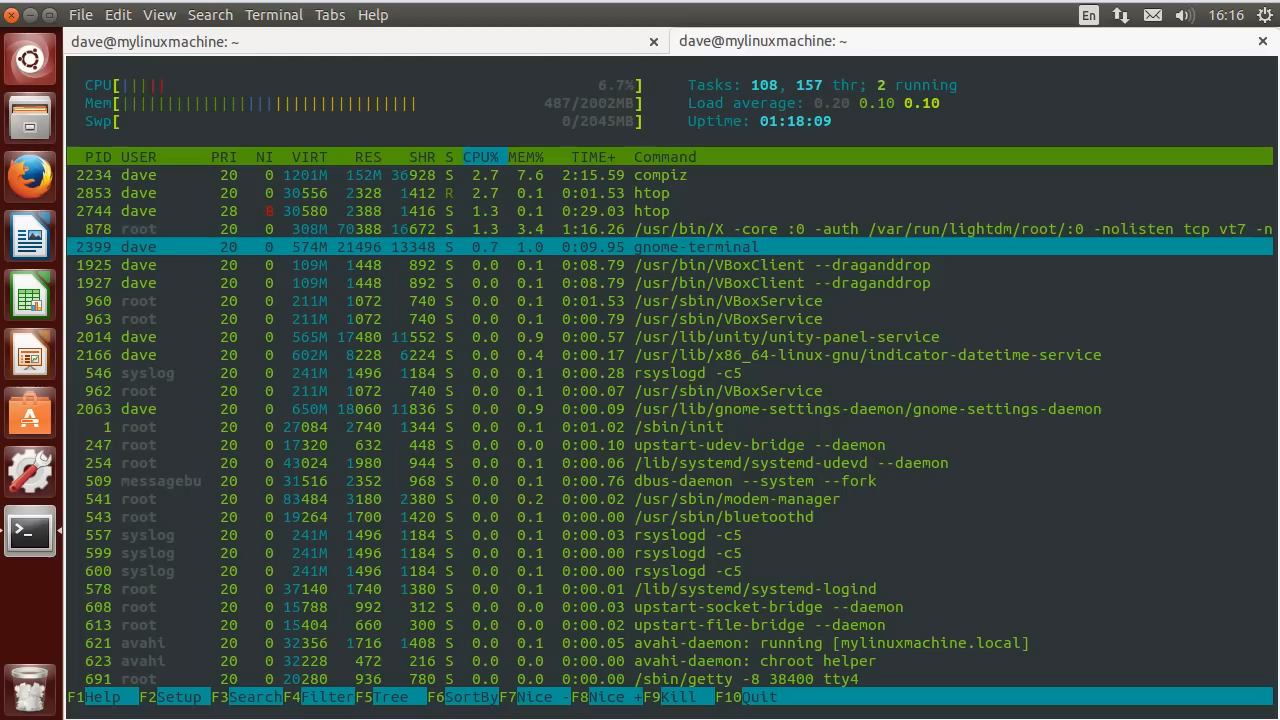 File Edit View Search Terminal Tabs Help En 16:16
dave@mylinuxmachine: ~ dave@mylinuxmachine: ~
CPU[||||| 6.7%] Tasks: 108, 157 thr; 2 running
Mem[||||||||||||||||||||||||||||||||| 487/2002MB] Load average: 0.20 0.10 0.10
Swp[ 0/2045MB] Uptime: 01:18:09
PID USER PRI NI VIRT RES SHR S CPU% MEM% TIME+ Command
2234 dave 20 0 1201M 152M 36928 S 2.7 7.6 2:15.59 compiz
2853 dave 20 0 30556 2328 1412 R 2.7 0.1 0:01.53 htop
2744 dave 28 8 30580 2388 1416 S 1.3 0.1 0:29.03 htop
878 root 20 0 308M 70388 16672 S 1.3 3.4 1:16.26 /usr/bin/X -core :0 -auth /var/run/lightdm/root/:0 -nolisten tcp vt7 -n
2399 dave 20 0 574M 21496 13348 S 0.7 1.0 0:09.95 gnome-terminal
1925 dave 20 0 109M 1448 892 S 0.0 0.1 0:08.79 /usr/bin/VBoxClient --draganddrop
1927 dave 20 0 109M 1448 892 S 0.0 0.1 0:08.79 /usr/bin/VBoxClient --draganddrop
960 root 20 0 211M 1072 740 S 0.0 0.1 0:01.53 /usr/sbin/VBoxService
963 root 20 0 211M 1072 740 S 0.0 0.1 0:00.79 /usr/sbin/VBoxService
2014 dave 20 0 565M 17480 11552 S 0.0 0.9 0:00.57 /usr/lib/unity/unity-panel-service
2166 dave 20 0 602M 8228 6224 S 0.0 0.4 0:00.17 /usr/lib/x86_64-linux-gnu/indicator-datetime-service
546 syslog 20 0 241M 1496 1184 S 0.0 0.1 0:00.28 rsyslogd -c5
962 root 20 0 211M 1072 740 S 0.0 0.1 0:00.07 /usr/sbin/VBoxService
2063 dave 20 0 650M 18060 11836 S 0.0 0.9 0:00.09 /usr/lib/gnome-settings-daemon/gnome-settings-daemon
1 root 20 0 27084 2740 1344 S 0.0 0.1 0:01.02 /sbin/init
247 root 20 0 17320 632 448 S 0.0 0.0 0:00.10 upstart-udev-bridge --daemon
254 root 20 0 43024 1980 944 S 0.0 0.1 0:00.06 /lib/systemd/systemd-udevd --daemon
509 messagebu 20 0 31516 2352 968 S 0.0 0.1 0:00.76 dbus-daemon --system --fork
541 root 20 0 83484 3180 2380 S 0.0 0.2 0:00.02 /usr/sbin/modem-manager
543 root 20 0 19264 1700 1420 S 0.0 0.1 0:00.00 /usr/sbin/bluetoothd
557 syslog 20 0 241M 1496 1184 S 0.0 0.1 0:00.03 rsyslogd -c5
599 syslog 20 0 241M 1496 1184 S 0.0 0.1 0:00.00 rsyslogd -c5
600 syslog 20 0 241M 1496 1184 S 0.0 0.1 0:00.00 rsyslogd -c5
578 root 20 0 37140 1740 1380 S 0.0 0.1 0:00.01 /lib/systemd/systemd-logind
608 root 20 0 15788 992 312 S 0.0 0.0 0:00.03 upstart-socket-bridge --daemon
613 root 20 0 15404 660 300 S 0.0 0.0 0:00.02 upstart-file-bridge --daemon
621 avahi 20 0 32356 1716 1408 S 0.0 0.1 0:00.05 avahi-daemon: running [mylinuxmachine.local]
623 avahi 20 0 32228 472 216 S 0.0 0.0 0:00.00 avahi-daemon: chroot helper
691 root 20 0 20280 936 780 S 0.0 0.0 0:00.00 /sbin/getty -8 38400 tty4
F1Help F2Setup F3SearchF4FilterF5Tree F6SortByF7Nice -F8Nice +F9Kill F10Quit